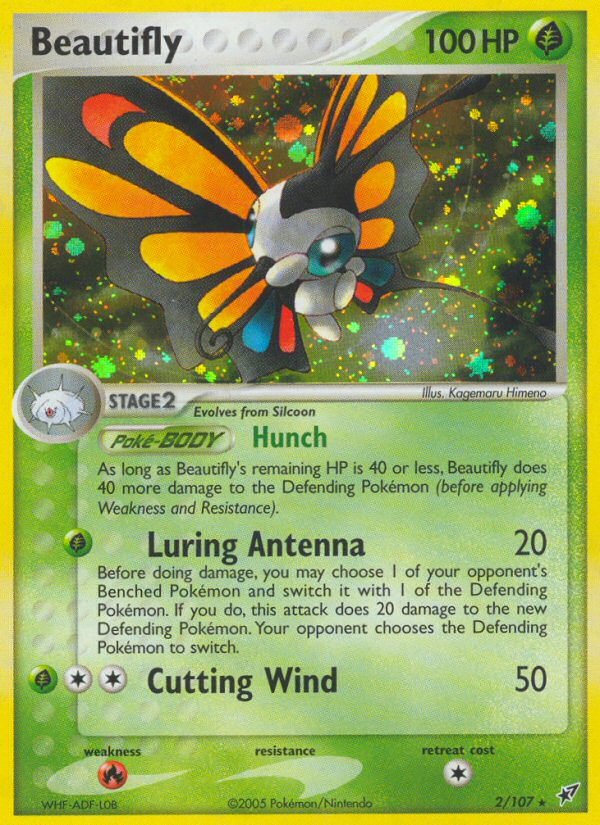 Beautifly 100 HP
Illus. Kagemaru Himeno
STAGE2
Evolves from Silcoon
Poké-BODY Hunch
As long as Beautifly's remaining HP is 40 or less, Beautifly does
40 more damage to the Defending Pokémon (before applying
Weakness and Resistance).
Luring Antenna 20
Before doing damage, you may choose 1 of your opponent's
Benched Pokémon and switch it with 1 of the Defending
Pokémon. If you do, this attack does 20 damage to the new
Defending Pokémon. Your opponent chooses the Defending
Pokémon to switch.
Cutting Wind 50
weakness resistance retreat cost
WHF-ADF-L0B ©2005 Pokémon/Nintendo 2/107 ★